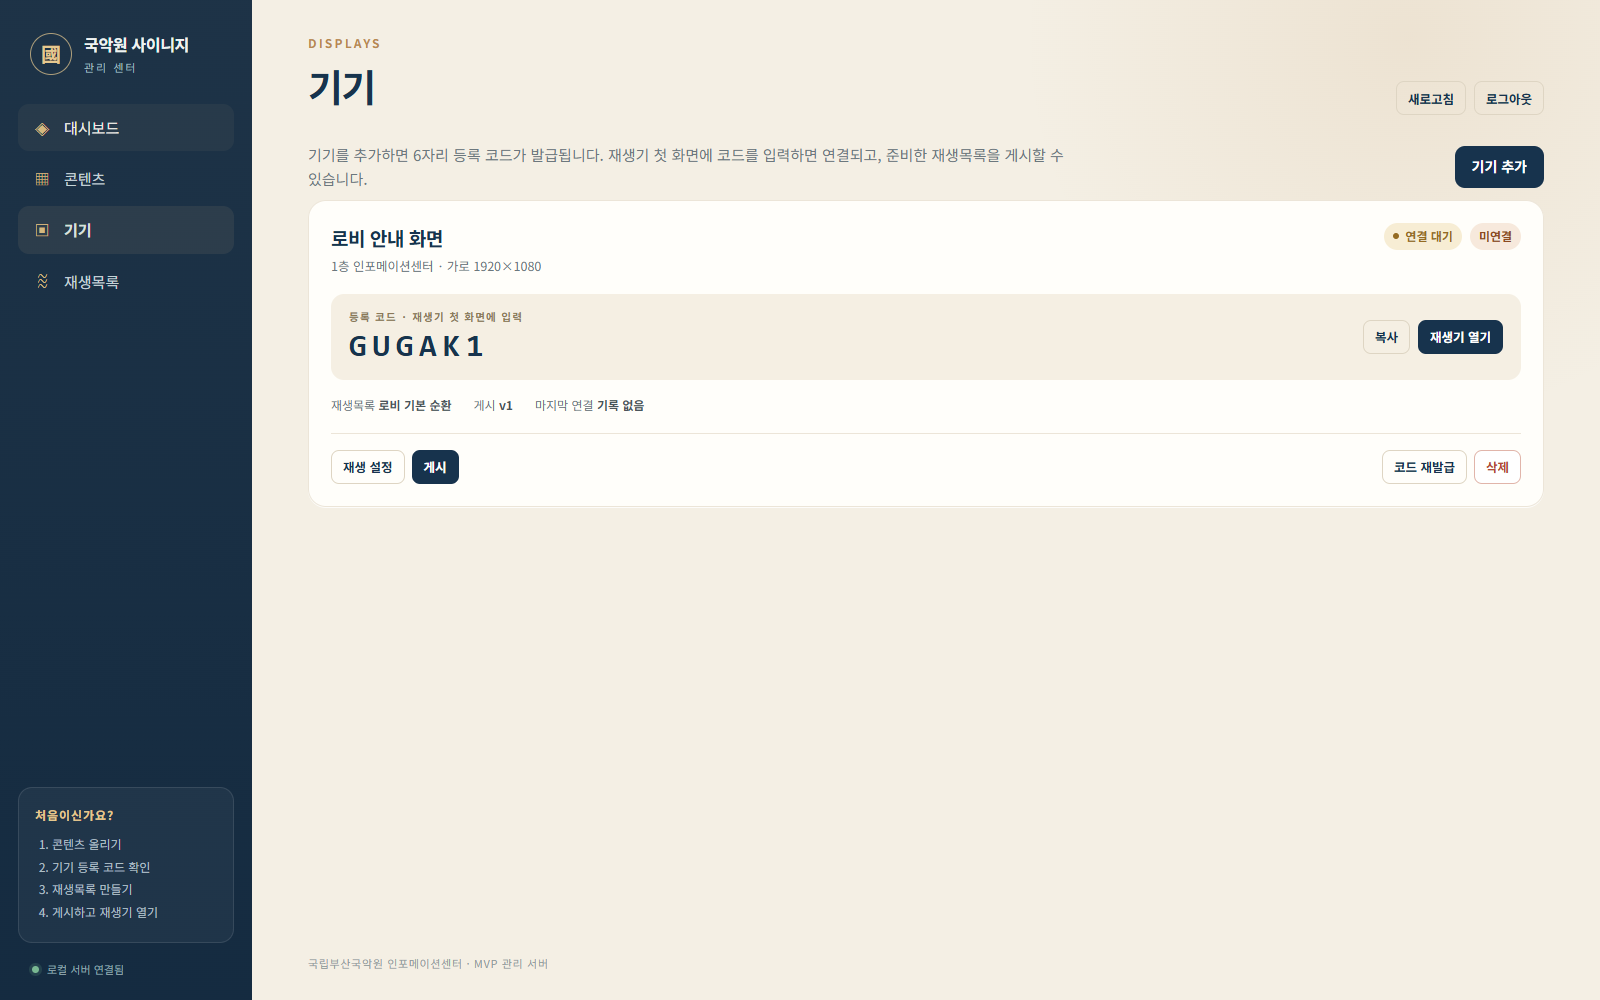 國
국악원 사이니지
관리 센터
대시보드
콘텐츠
기기
재생목록
처음이신가요?
1. 콘텐츠 올리기
2. 기기 등록 코드 확인
3. 재생목록 만들기
4. 게시하고 재생기 열기
로컬 서버 연결됨
DISPLAYS
기기
새로고침
로그아웃
기기를 추가하면 6자리 등록 코드가 발급됩니다. 재생기 첫 화면에 코드를 입력하면 연결되고, 준비한 재생목록을 게시할 수
있습니다.
기기 추가
로비 안내 화면
연결 대기
미연결
1층 인포메이션센터 · 가로 1920×1080
등록 코드 · 재생기 첫 화면에 입력
GUGAK1
복사
재생기 열기
재생목록 로비 기본 순환 게시 v1 마지막 연결 기록 없음
재생 설정
게시
코드 재발급
삭제
국립부산국악원 인포메이션센터 · MVP 관리 서버